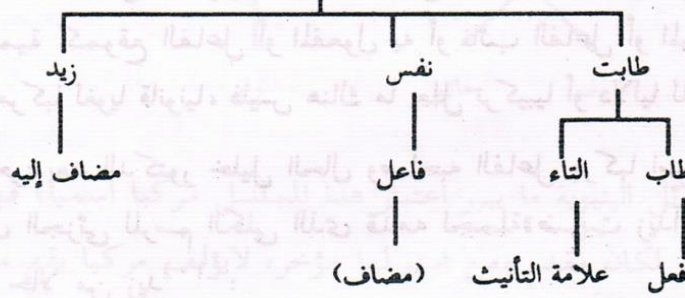 طابت نفس زيد
طاب التاء فاعل مضاف إليه
فعل علامة التأنيث (مضاف)